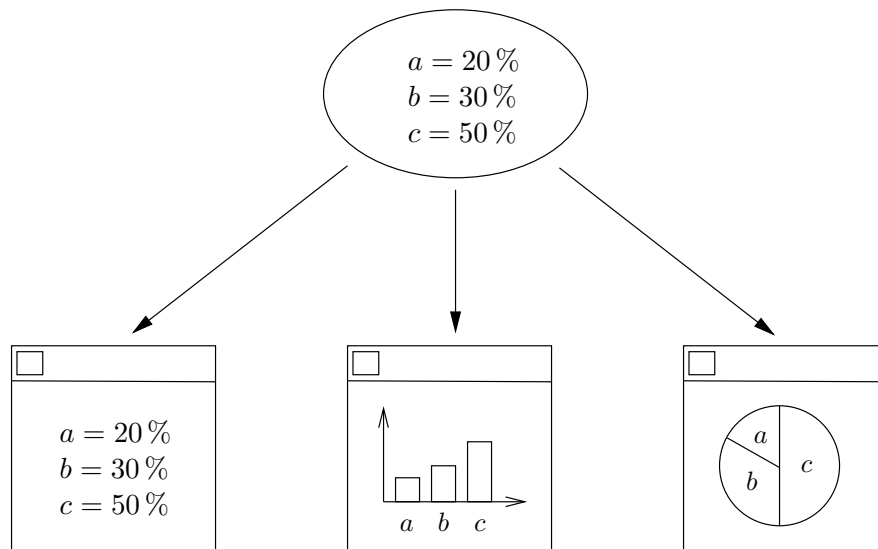 a = 20 %
b = 30 %
c = 50 %
a = 20 %
b = 30 %
c = 50 %
a b c
a
b
c